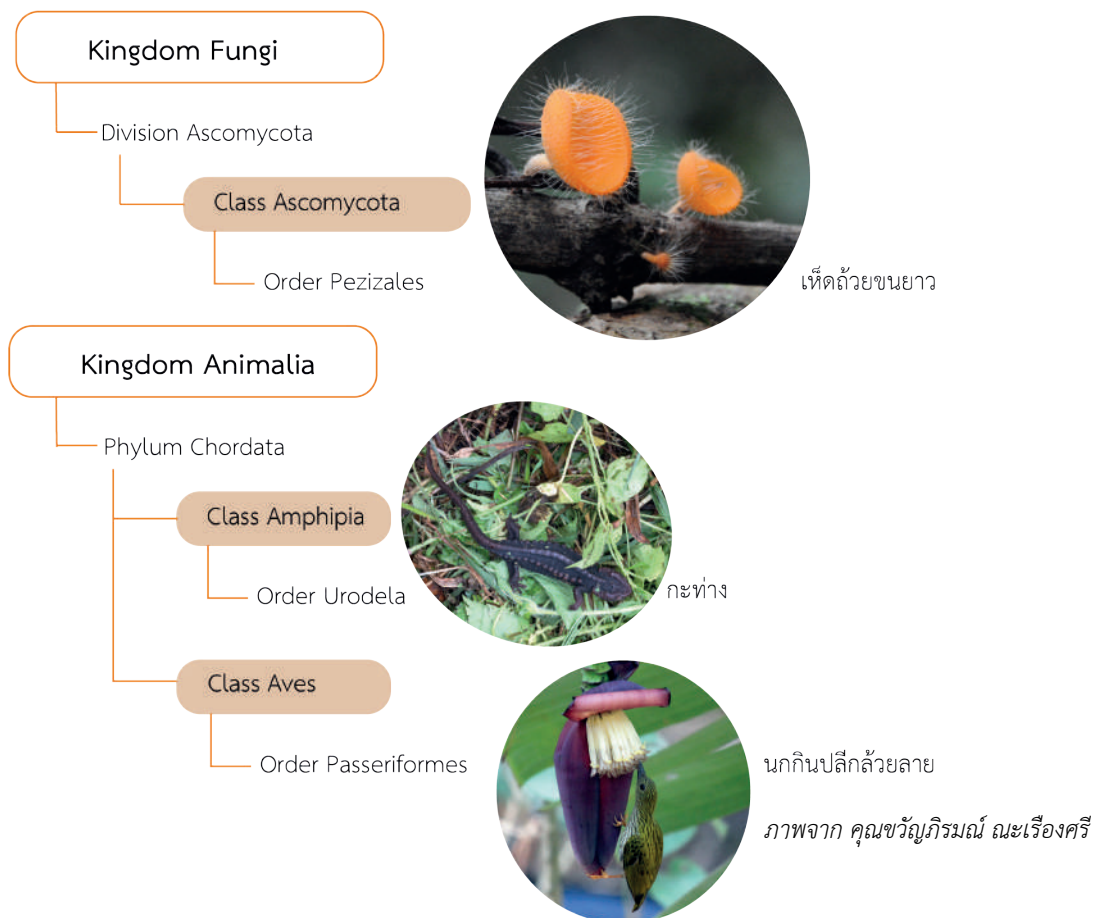 Kingdom Fungi
Division Ascomycota
Class Ascomycota
Order Pezizales
เห็ดถ้วยขนยาว
Kingdom Animalia
Phylum Chordata
Class Amphipia
Order Urodela
กะท่าง
Class Aves
Order Passeriformes
นกกินปลีกล้วยลาย
ภาพจาก คุณขวัญภิรมณ์ ณะเรืองศรี